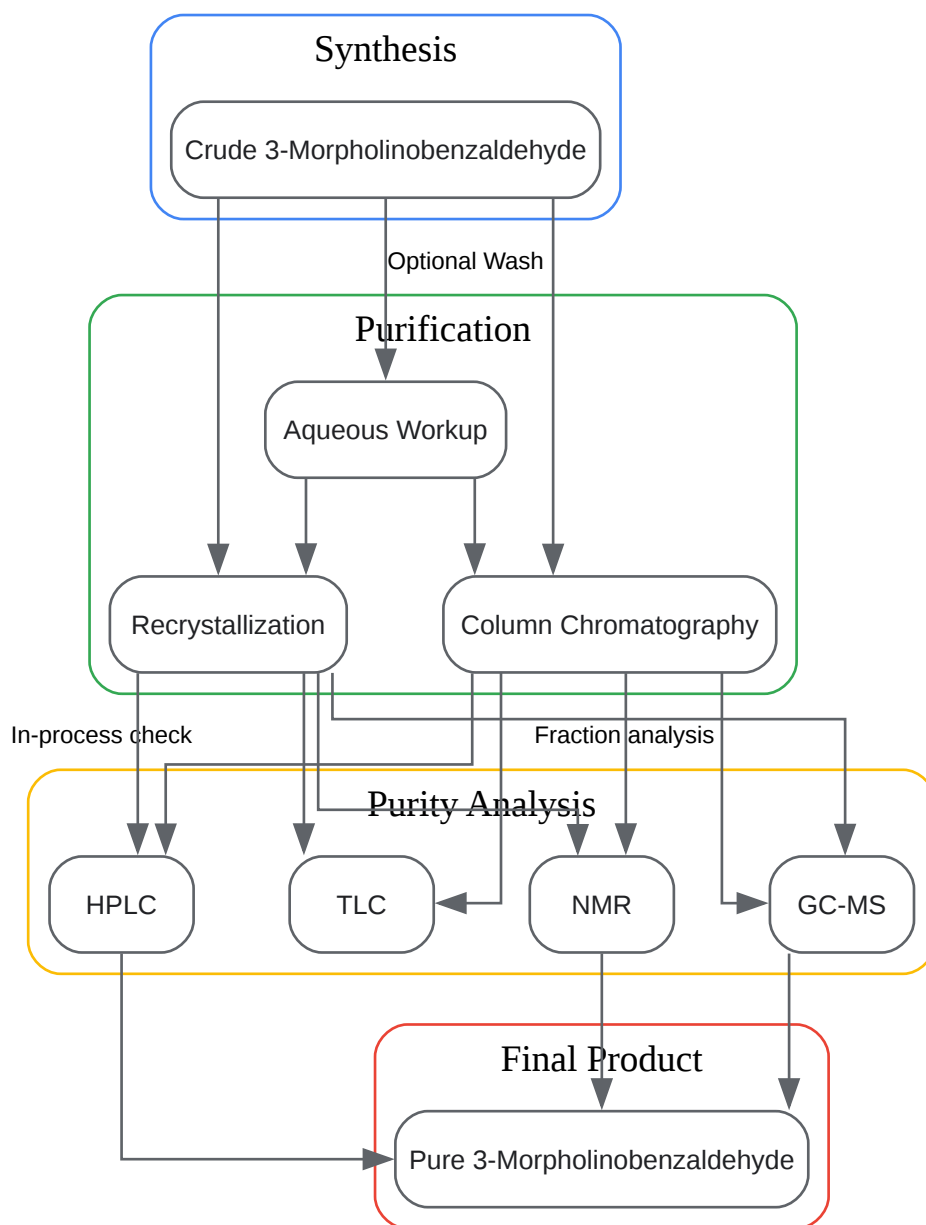 Synthesis
Crude 3-Morpholinobenzaldehyde
Optional Wash
Purification
Aqueous Workup
Recrystallization
Column Chromatography
In-process check
Fraction analysis
Purity Analysis
HPLC
TLC
NMR
GC-MS
Final Product
Pure 3-Morpholinobenzaldehyde